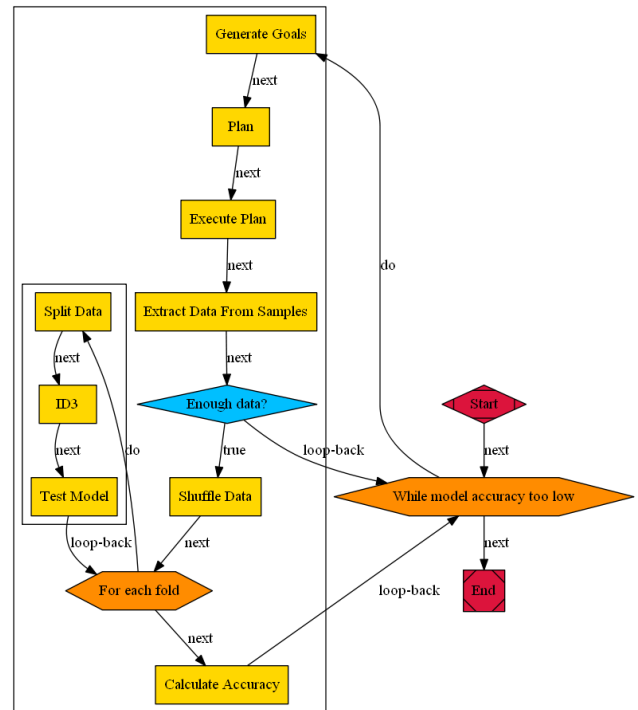 Generate Goals
next
Plan
next
Execute Plan
next
do
Split Data
Extract Data From Samples
next
next
ID3
Enough data?
Start
next
do
true
loop-back
next
Test Model
Shuffle Data
While model accuracy too low
loop-back
next
next
For each fold
loop-back
End
next
Calculate Accuracy